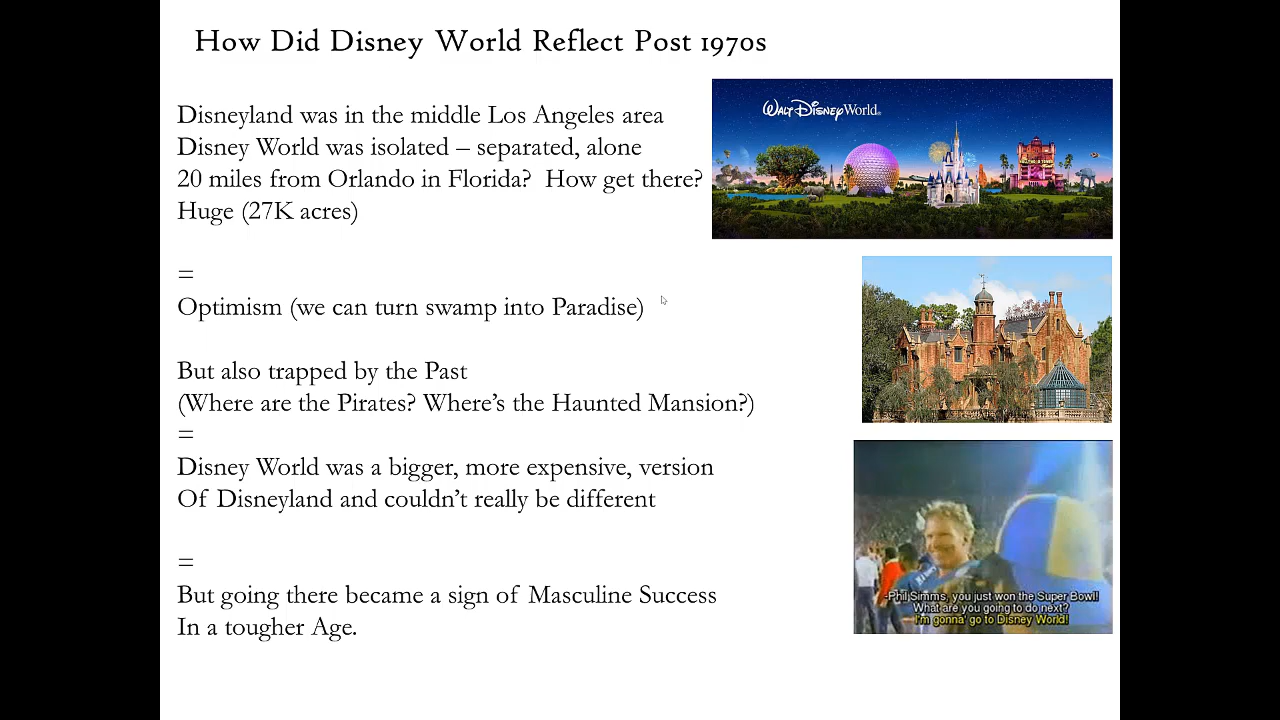 How Did Disney World Reflect Post 1970s
Disneyland was in the middle Los Angeles area
Disney World was isolated – separated, alone
20 miles from Orlando in Florida?  How get there?
Huge (27K acres)
=
Optimism (we can turn swamp into Paradise)
But also trapped by the Past
(Where are the Pirates? Where's the Haunted Mansion?)
=
Disney World was a bigger, more expensive, version
Of Disneyland and couldn't really be different
=
But going there became a sign of Masculine Success
In a tougher Age.
Walt Disney World.
-Phil Simms, you just won the Super Bowl!
What are you going to do next?
I'm gonna' go to Disney World!